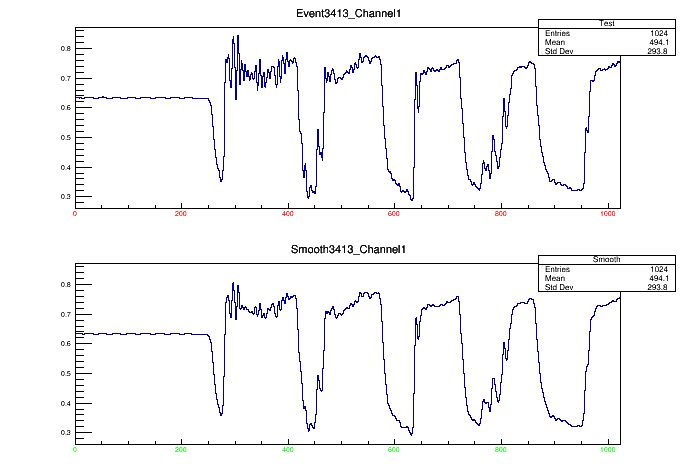 Event3413_Channel1
Test
Entries 1024
Mean 494.1
Std Dev 293.8
0.8
0.7
0.6
0.5
0.4
0.3
0 200 400 600 800 1000
Smooth3413_Channel1
Smooth
Entries 1024
Mean 494.1
Std Dev 293.8
0.8
0.7
0.6
0.5
0.4
0.3
0 200 400 600 800 1000